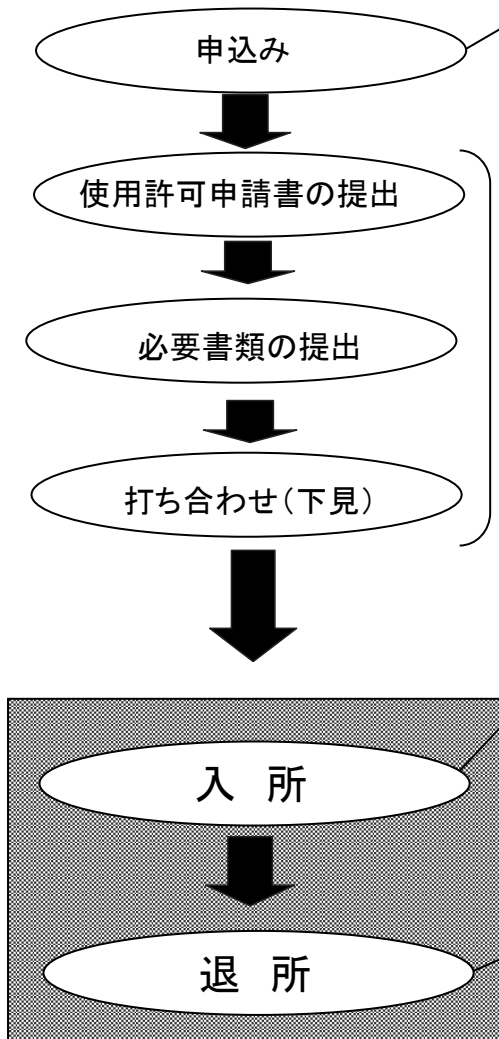 申込み
使用許可申請書の提出
必要書類の提出
打ち合わせ（下見）
入 所
退 所